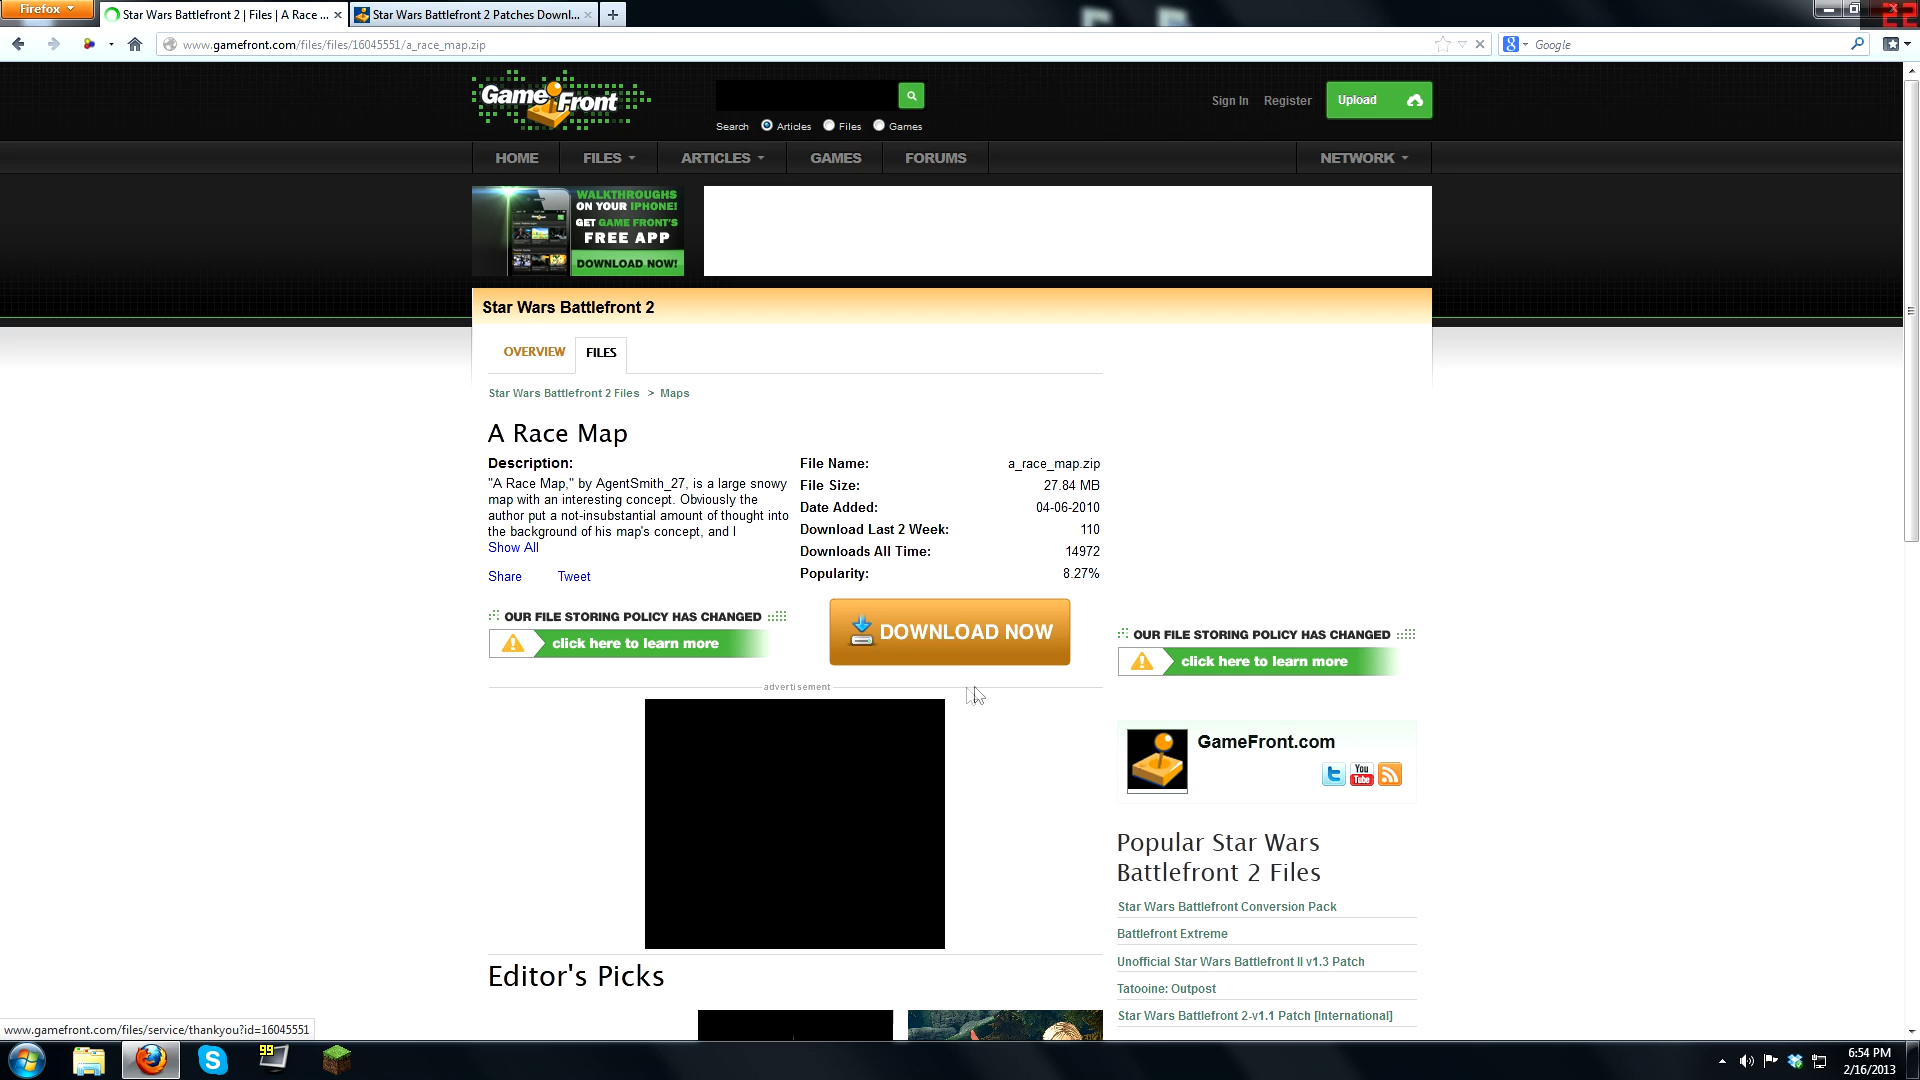 Firefox
Star Wars Battlefront 2 | Files | A Race ...
Star Wars Battlefront 2 Patches Downl...
22
www.gamefront.com/files/files/16045551/a_race_map.zip
Google
GameFront
Search
Articles
Files
Games
Sign In
Register
Upload
HOME
FILES
ARTICLES
GAMES
FORUMS
NETWORK
WALKTHROUGHS
ON YOUR IPHONE!
GET GAME FRONT'S
FREE APP
DOWNLOAD NOW!
Star Wars Battlefront 2
OVERVIEW
FILES
Star Wars Battlefront 2 Files > Maps
A Race Map
Description:
"A Race Map," by AgentSmith_27, is a large snowy
map with an interesting concept. Obviously the
author put a not-insubstantial amount of thought into
the background of his map's concept, and I
Show All
Share
Tweet
File Name: a_race_map.zip
File Size: 27.84 MB
Date Added: 04-06-2010
Download Last 2 Week: 110
Downloads All Time: 14972
Popularity: 8.27%
OUR FILE STORING POLICY HAS CHANGED
click here to learn more
DOWNLOAD NOW
OUR FILE STORING POLICY HAS CHANGED
click here to learn more
advertisement
GameFront.com
You
Tube
Popular Star Wars
Battlefront 2 Files
Star Wars Battlefront Conversion Pack
Battlefront Extreme
Unofficial Star Wars Battlefront II v1.3 Patch
Tatooine: Outpost
Star Wars Battlefront 2-v1.1 Patch [International]
Editor's Picks
www.gamefront.com/files/service/thankyou?id=16045551
99
6:54 PM
2/16/2013